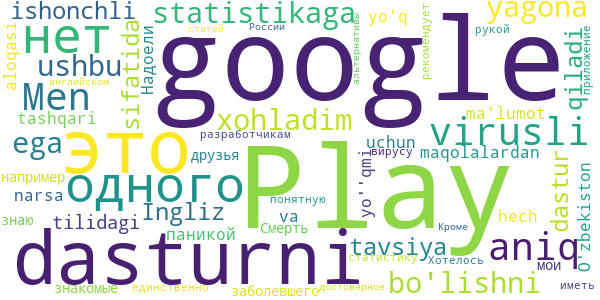 ishonchli
statistikaga
yagona
нет
google
yo'q
aloqasi
ushbu
Надоели
sifatida
статей
России
альтернативы
рекомендует
рукой
приложение
английском
qiladi
Men
tashqari
xohladim
ma'lumot
virusli
ega
это
Play
разработчикам
друзья
uchun
yo''qmi
вирусу
maqolalardan
dastur
O'zbekiston
например
одного
narsa
знаю
tilidagi
Ingliz
va
понятную
hech
паникой
Смерть
Кроме
мои
tavsiya
статистику
Хотелось
aniq
dasturni
bo'lishni
знакомые
единственно
заболевшего
достоверное
иметь